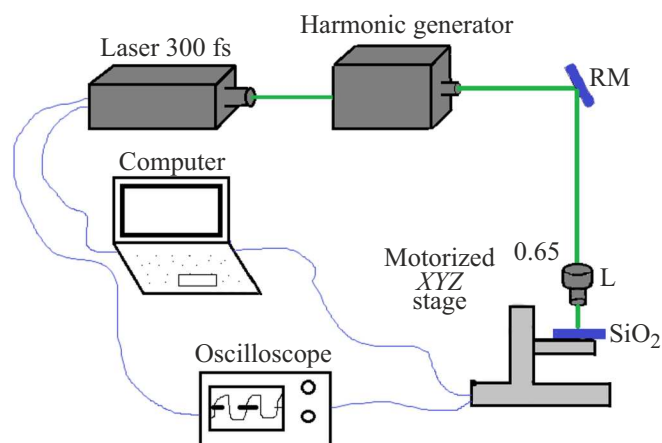 Harmonic generator
Laser 300 fs
RM
Computer
0.65
Motorized
XYZ
stage
L
SiO₂
Oscilloscope